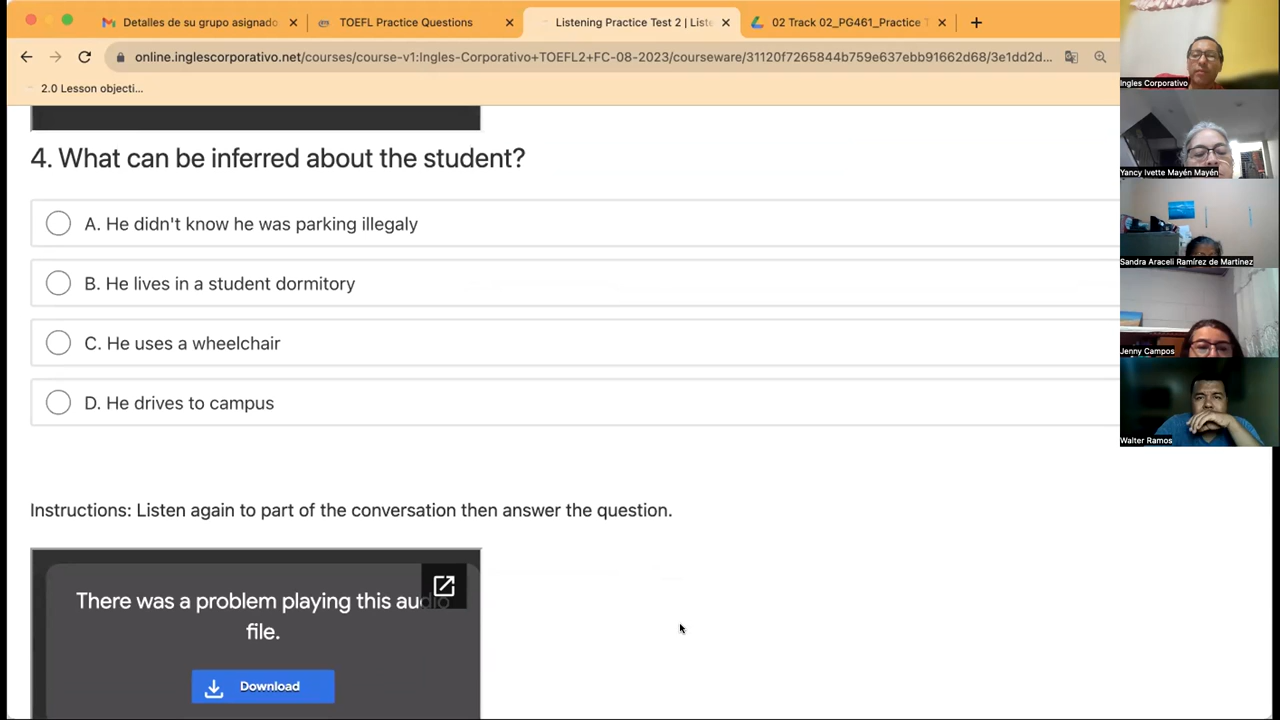 Detalles de su grupo asignado
TOEFL Practice Questions
Listening Practice Test 2 | Liste
02 Track 02_PG461_Practice T
online.inglescorporativo.net/courses/course-v1:Ingles-Corporativo+TOEFL2+FC-08-2023/courseware/31120f7265844b759e637ebb91662d68/3e1dd2d...
2.0 Lesson objecti...
4. What can be inferred about the student?
A. He didn't know he was parking illegaly
B. He lives in a student dormitory
C. He uses a wheelchair
D. He drives to campus
Instructions: Listen again to part of the conversation then answer the question.
There was a problem playing this audio
file.
Download
Ingles Corporativo
Yancy Ivette Mayén Mayén
Sandra Araceli Ramírez de Martinez
Jenny Campos
Walter Ramos